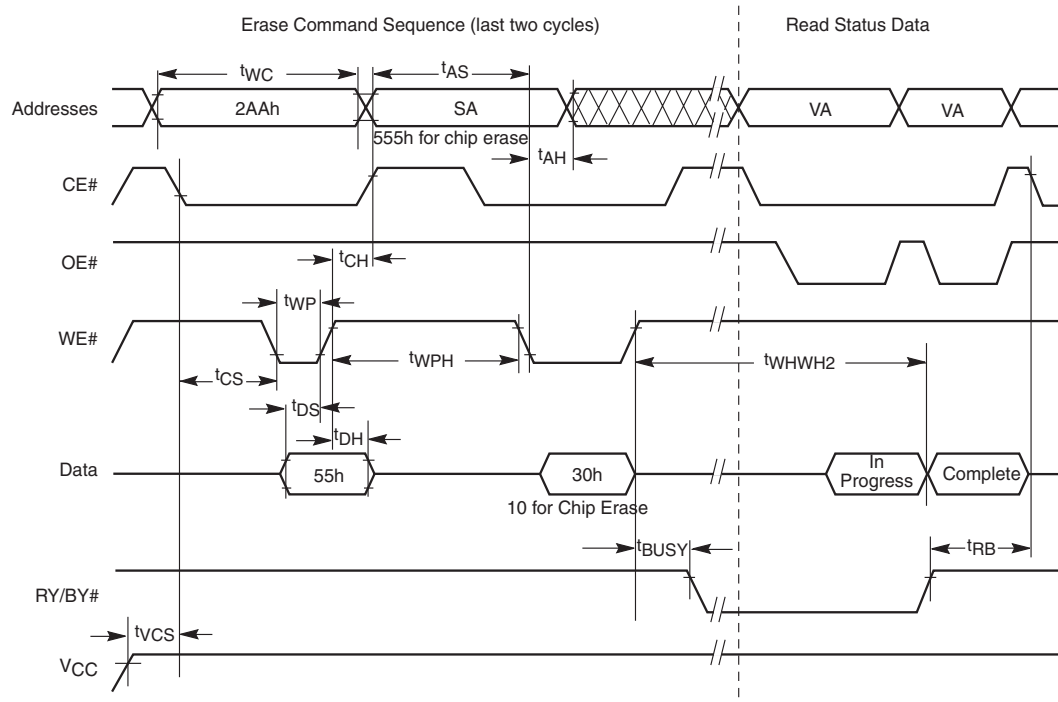 Erase Command Sequence (last two cycles)
Read Status Data
tWC
tAS
Addresses
2AAh
SA
VA
VA
555h for chip erase
tAH
CE#
OE#
tCH
tWP
WE#
tWPH
tWHWH2
tCS
tDS
tDH
Data
55h
30h
In
Progress
Complete
10 for Chip Erase
tBUSY
tRB
RY/BY#
tVCS
VCC